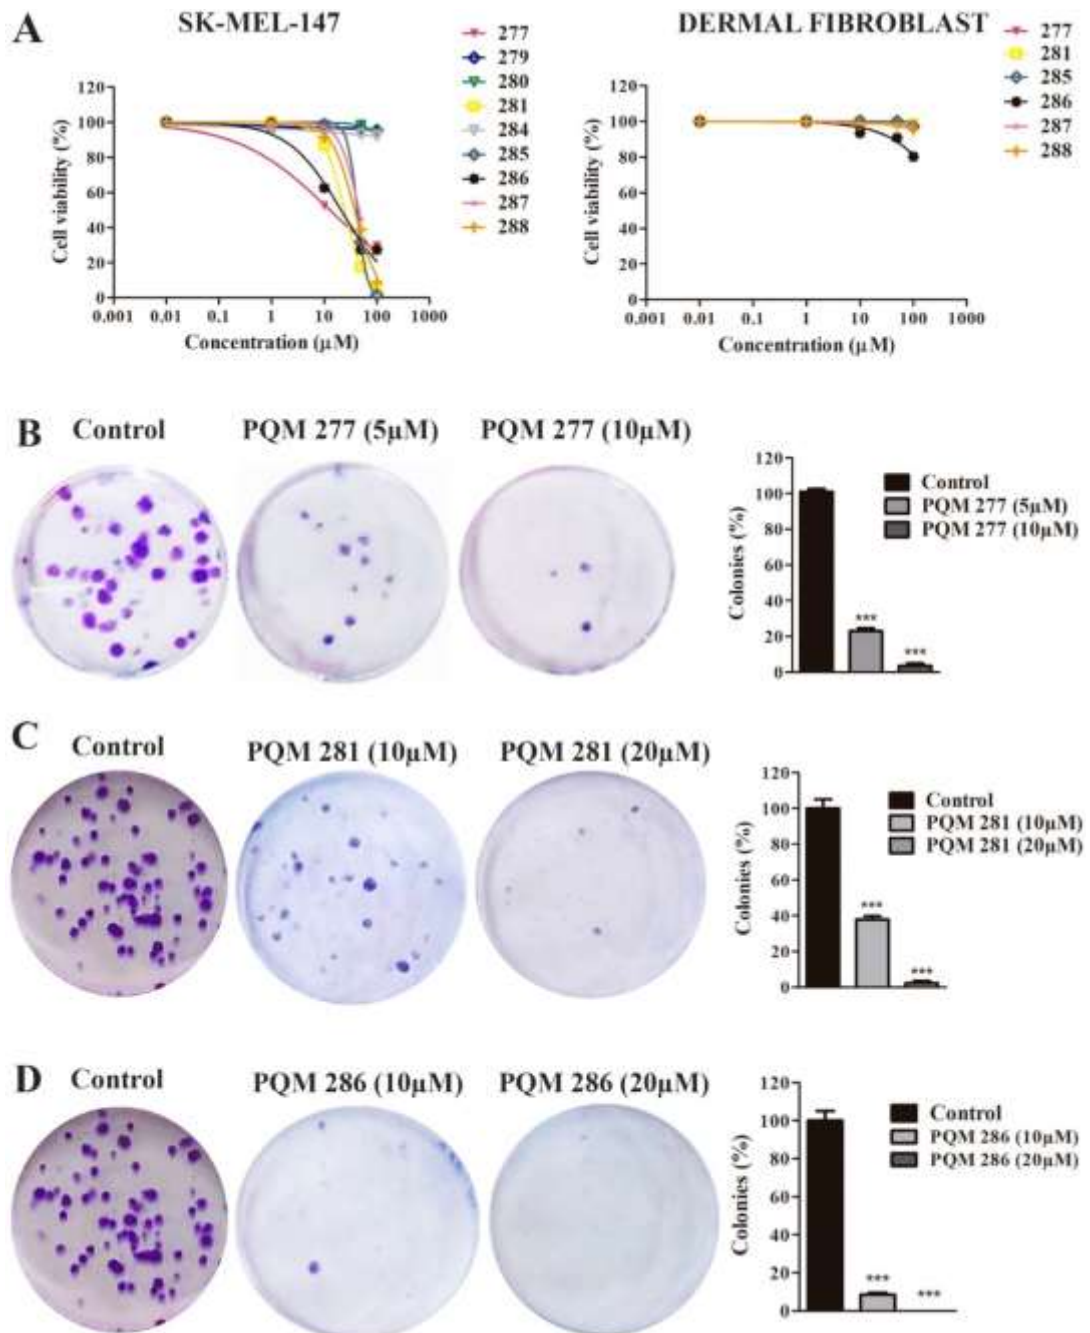 A
SK-MEL-147
DERMAL FIBROBLAST
277
279
280
281
284
285
286
287
288
277
281
285
286
287
288
Cell viability (%)
120
100
80
60
40
20
0
0.001 0.01 0.1 1 10 100 1000
Concentration (µM)
Cell viability (%)
120
100
80
60
40
20
0
0.001 0.01 1 10 100 1000
Concentration (µM)
B
Control
PQM 277 (5µM)
PQM 277 (10µM)
Colonies (%)
120
100
80
60
40
20
0
***
***
Control
PQM 277 (5µM)
PQM 277 (10µM)
C
Control
PQM 281 (10µM)
PQM 281 (20µM)
Colonies (%)
120
100
80
60
40
20
0
***
***
Control
PQM 281 (10µM)
PQM 281 (20µM)
D
Control
PQM 286 (10µM)
PQM 286 (20µM)
Colonies (%)
120
100
80
60
40
20
0
***
***
Control
PQM 286 (10µM)
PQM 286 (20µM)